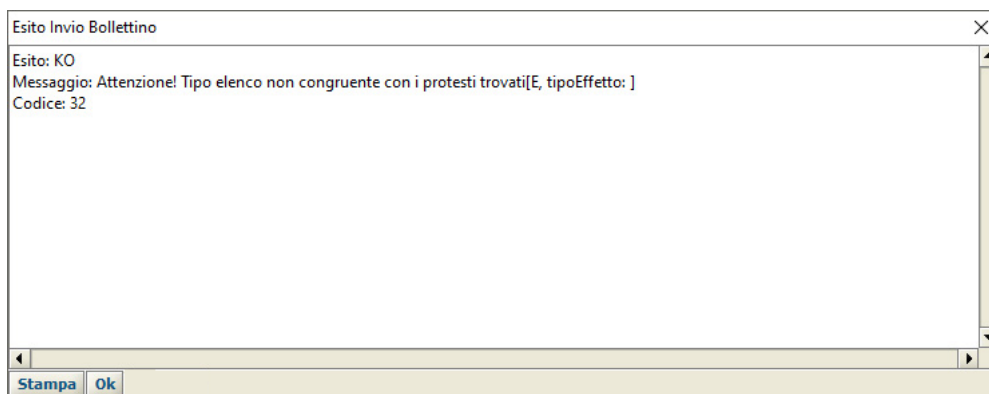 Esito Invio Bollettino
Esito: KO
Messaggio: Attenzione! Tipo elenco non congruente con i protesti trovati[E, tipoEffetto: ]
Codice: 32
Stampa Ok